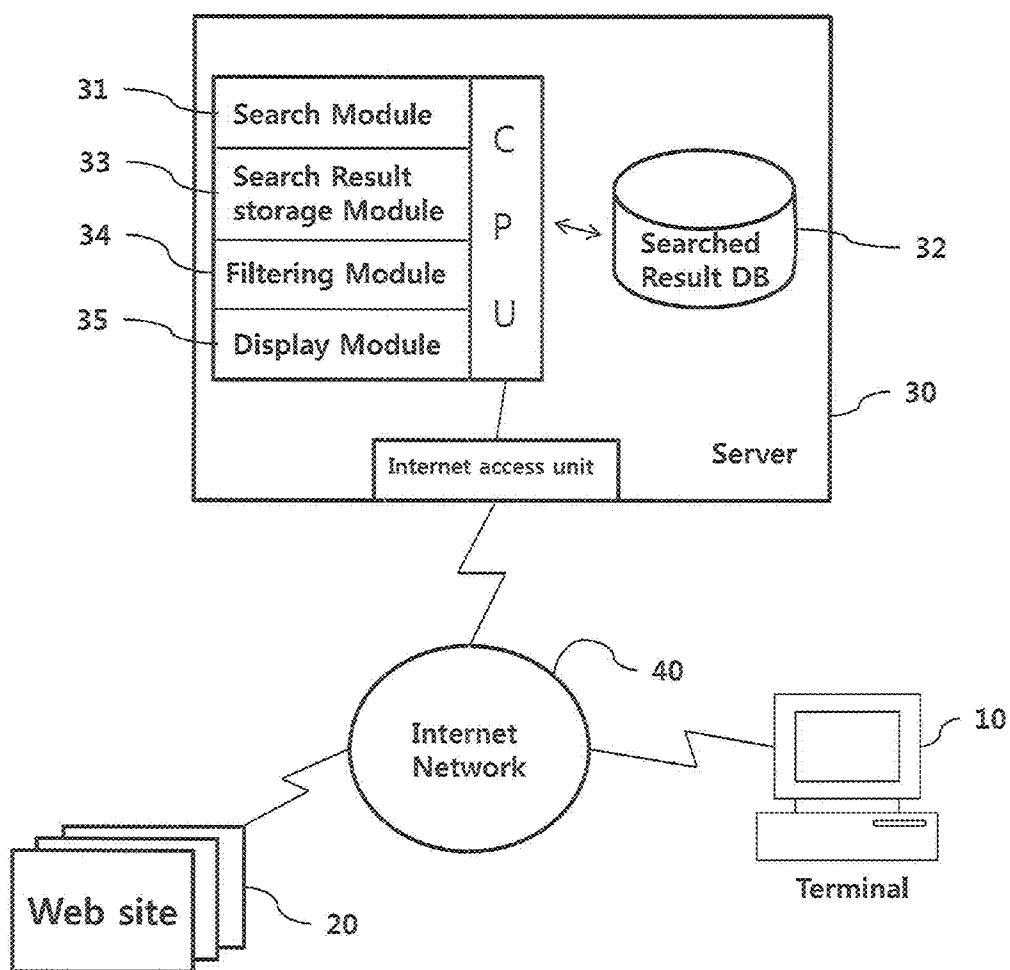 31
Search Module
33
Search Result
storage Module
34
Filtering Module
35
Display Module
C
P
U
Searched
Result DB
32
30
Server
Internet access unit
40
Internet
Network
10
Terminal
Web site
20